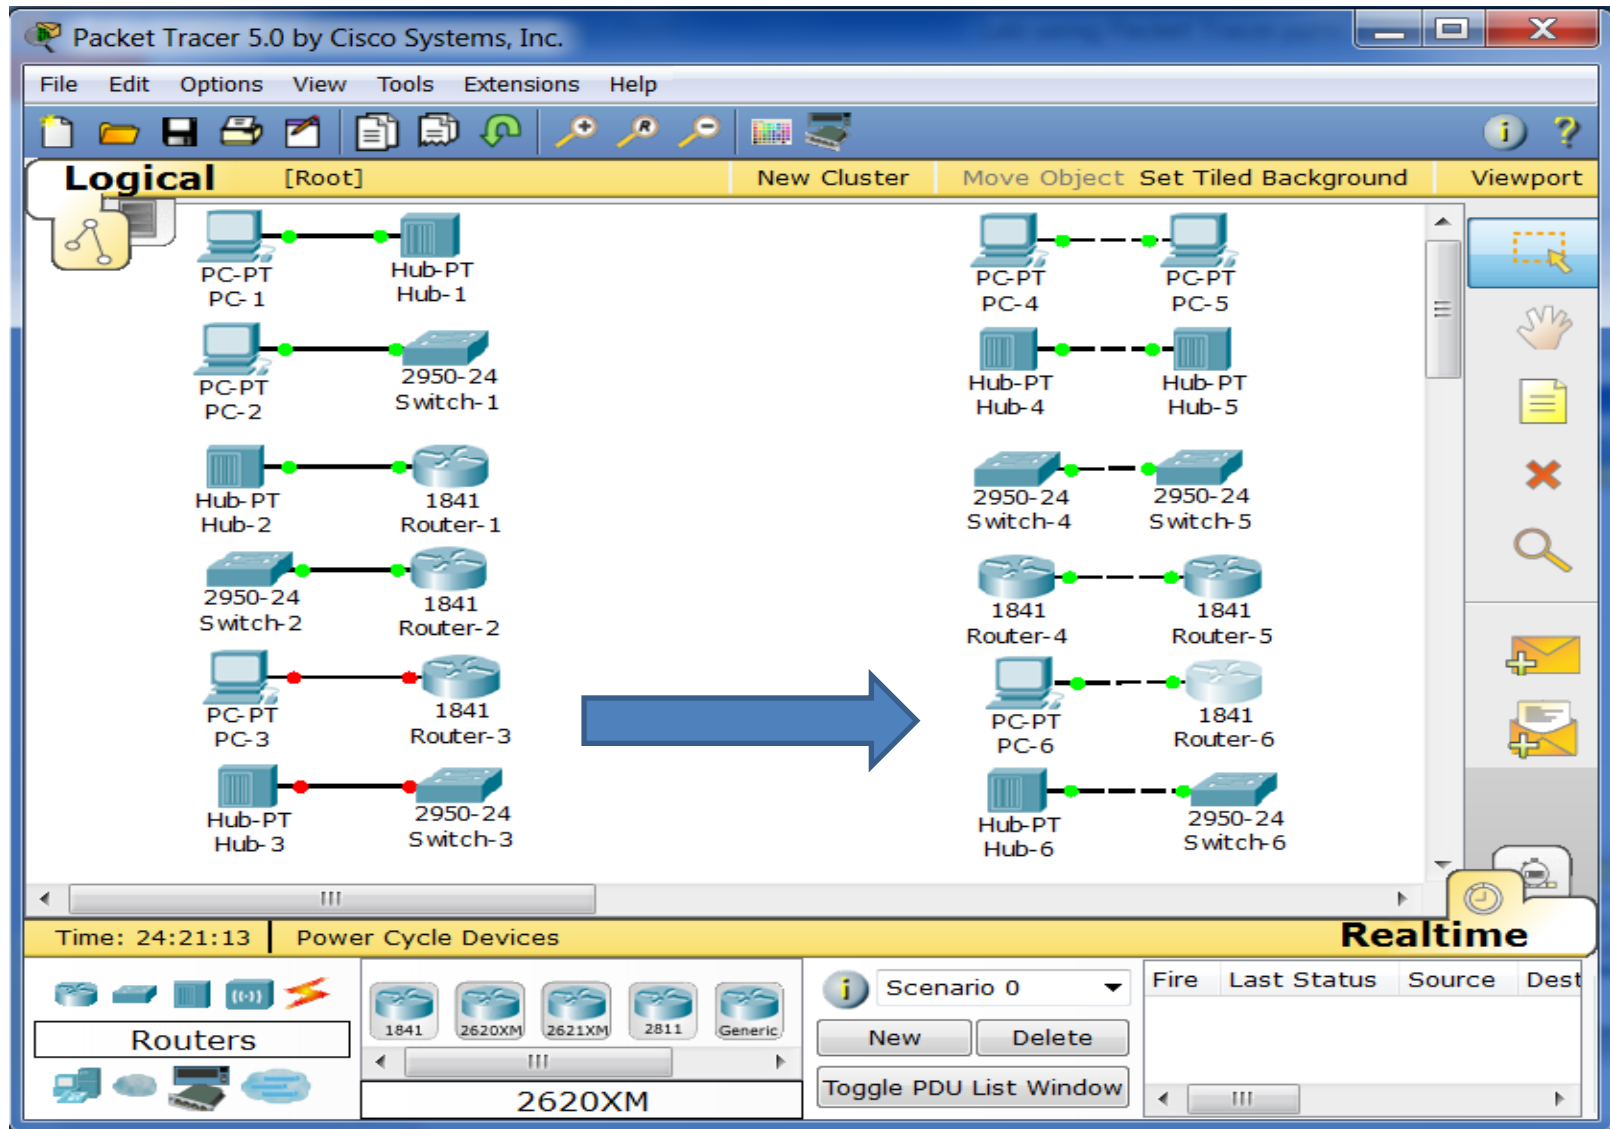 Packet Tracer 5.0 by Cisco Systems, Inc.
File Edit Options View Tools Extensions Help
Logical [Root] New Cluster Move Object Set Tiled Background Viewport
PC-PT
PC-1
Hub-PT
Hub-1
PC-PT
PC-4
PC-PT
PC-5
PC-PT
PC-2
2950-24
Switch-1
Hub-PT
Hub-4
Hub-PT
Hub-5
Hub-PT
Hub-2
1841
Router-1
2950-24
Switch-4
2950-24
Switch-5
2950-24
Switch-2
1841
Router-2
1841
Router-4
1841
Router-5
PC-PT
PC-3
1841
Router-3
PC-PT
PC-6
1841
Router-6
Hub-PT
Hub-3
2950-24
Switch-3
Hub-PT
Hub-6
2950-24
Switch-6
Time: 24:21:13 Power Cycle Devices Realtime
Routers
1841 2620XM 2621XM 2811 Generic
2620XM
Scenario 0
New Delete
Toggle PDU List Window
Fire Last Status Source Dest